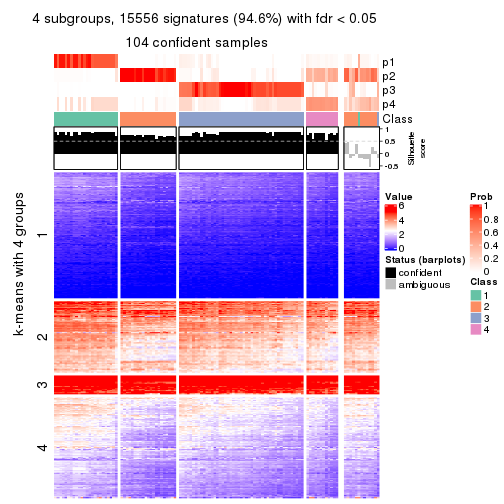 4 subgroups, 15556 signatures (94.6%) with fdr < 0.05
104 confident samples
p1
p2
p3
p4
Class
1
0.5
0
-0.5
Silhouette
score
k-means with 4 groups
1
2
3
4
Value
6
4
2
0
Status (barplots)
confident
ambiguous
Prob
1
0.8
0.6
0.4
0.2
0
Class
1
2
3
4